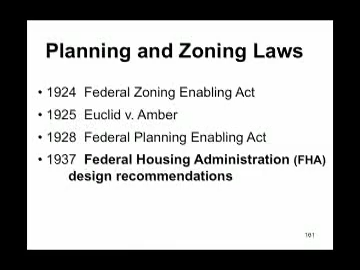 Planning and Zoning Laws
• 1924 Federal Zoning Enabling Act
• 1925 Euclid v. Amber
• 1928 Federal Planning Enabling Act
• 1937 Federal Housing Administration (FHA)
design recommendations
161